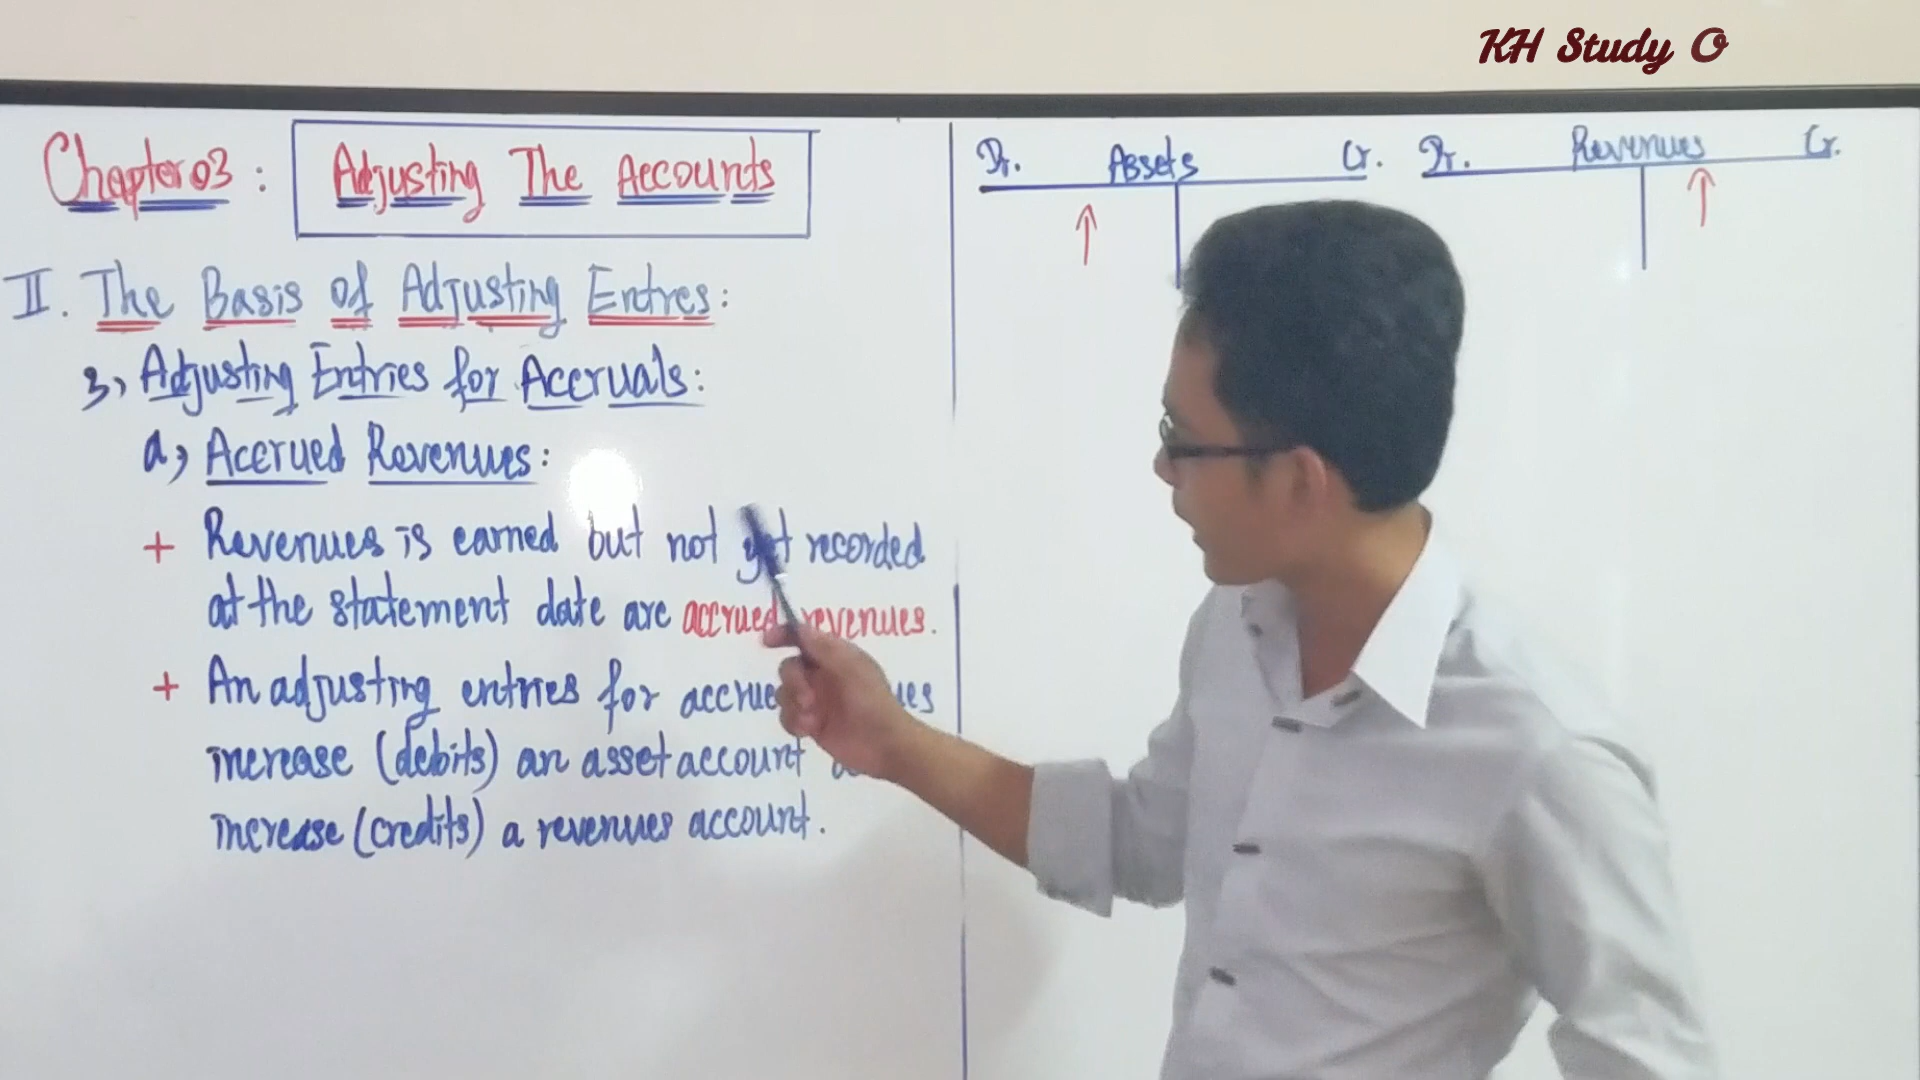 KH Study O
Chapter 03 : Adjusting The Accounts
II. The Basis of Adjusting Entres:
3, Adjusting Entries for Accruals:
a, Accrued Revenues:
+ Revenues is earned but not yet recorded
at the statement date are accrued revenues.
+ An adjusting entries for
increase (debits) an asset account
increase (credits) a revenues account.
Dr. Assets Cr.
Dr. Revenues Cr.